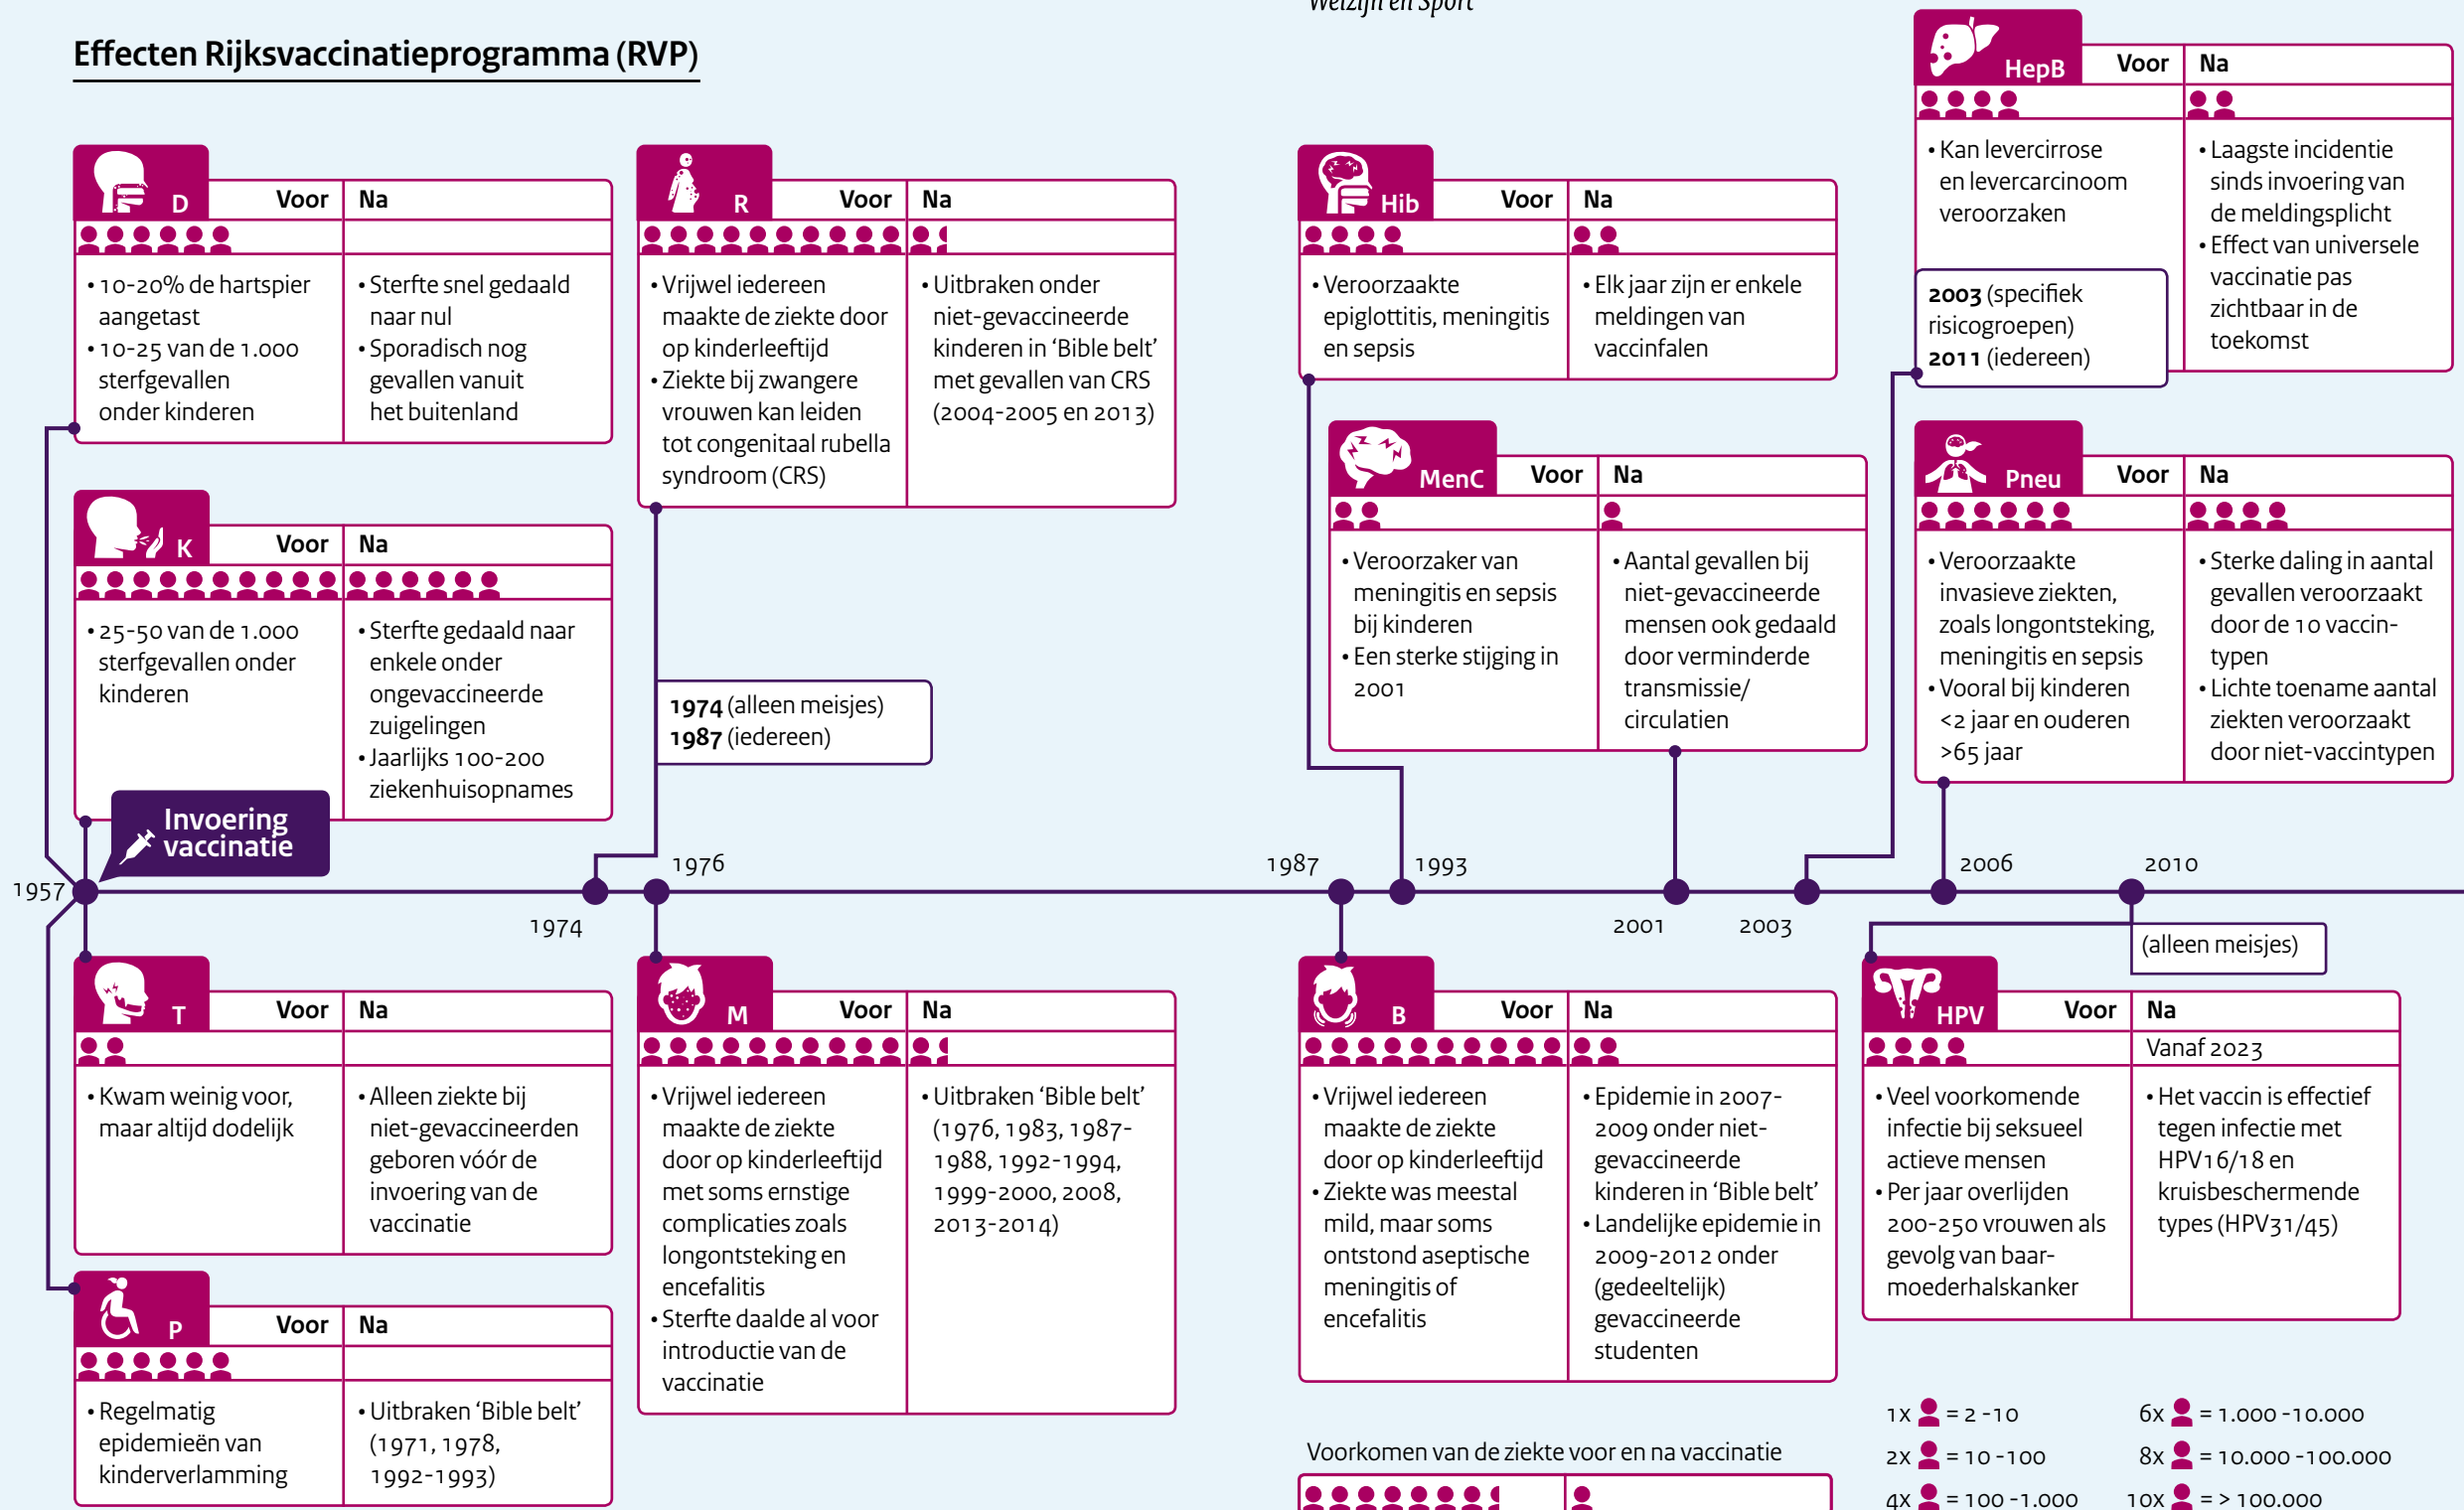 Welzijn en Sport
Effecten Rijksvaccinatieprogramma (RVP)
D
Voor
Na
• 10-20% de hartspier
aangetast
• 10-25 van de 1.000
sterfgevallen
onder kinderen
• Sterfte snel gedaald
naar nul
• Sporadisch nog
gevallen vanuit
het buitenland
K
Voor
Na
• 25-50 van de 1.000
sterfgevallen onder
kinderen
• Sterfte gedaald naar
enkele onder
ongevaccineerde
zuigelingen
• Jaarlijks 100-200
ziekenhuisopnames
R
Voor
Na
• Vrijwel iedereen
maakte de ziekte door
op kinderleeftijd
• Ziekte bij zwangere
vrouwen kan leiden
tot congenitaal rubella
syndroom (CRS)
• Uitbraken onder
niet-gevaccineerde
kinderen in ‘Bible belt’
met gevallen van CRS
(2004-2005 en 2013)
1974 (alleen meisjes)
1987 (iedereen)
Hib
Voor
Na
• Veroorzaakte
epiglottitis, meningitis
en sepsis
• Elk jaar zijn er enkele
meldingen van
vaccinfalen
MenC
Voor
Na
• Veroorzaker van
meningitis en sepsis
bij kinderen
• Een sterke stijging in
2001
• Aantal gevallen bij
niet-gevaccineerde
mensen ook gedaald
door verminderde
transmissie/
circulatien
HepB
Voor
Na
• Kan levercirrose
en levercarcinoom
veroorzaken
2003 (specifiek
risicogroepen)
2011 (iedereen)
• Laagste incidentie
sinds invoering van
de meldingsplicht
• Effect van universele
vaccinatie pas
zichtbaar in de
toekomst
Pneu
Voor
Na
• Veroorzaakte
invasieve ziekten,
zoals longontsteking,
meningitis en sepsis
• Vooral bij kinderen
<2 jaar en ouderen
>65 jaar
• Sterke daling in aantal
gevallen veroorzaakt
door de 10 vaccin-
typen
• Lichte toename aantal
ziekten veroorzaakt
door niet-vaccintypen
Invoering
vaccinatie
1957
1974
1976
1987
1993
2001
2003
2006
2010
(alleen meisjes)
T
Voor
Na
• Kwam weinig voor,
maar altijd dodelijk
• Alleen ziekte bij
niet-gevaccineerden
geboren vóór de
invoering van de
vaccinatie
P
Voor
Na
• Regelmatig
epidemieën van
kinderverlamming
• Uitbraken ‘Bible belt’
(1971, 1978,
1992-1993)
M
Voor
Na
• Vrijwel iedereen
maakte de ziekte
door op kinderleeftijd
met soms ernstige
complicaties zoals
longontsteking en
encefalitis
• Sterfte daalde al voor
introductie van de
vaccinatie
• Uitbraken ‘Bible belt’
(1976, 1983, 1987-
1988, 1992-1994,
1999-2000, 2008,
2013-2014)
B
Voor
Na
• Vrijwel iedereen
maakte de ziekte
door op kinderleeftijd
• Ziekte was meestal
mild, maar soms
ontstond aseptische
meningitis of
encefalitis
• Epidemie in 2007-
2009 onder niet-
gevaccineerde
kinderen in ‘Bible belt’
• Landelijke epidemie in
2009-2012 onder
(gedeeltelijk)
gevaccineerde
studenten
HPV
Voor
Na
Vanaf 2023
• Veel voorkomende
infectie bij seksueel
actieve mensen
• Per jaar overlijden
200-250 vrouwen als
gevolg van baar-
moederhalskanker
• Het vaccin is effectief
tegen infectie met
HPV16/18 en
kruisbeschermende
types (HPV31/45)
Voorkomen van de ziekte voor en na vaccinatie
1x = 2 -10
2x = 10 -100
4x = 100 -1.000
6x = 1.000 -10.000
8x = 10.000 -100.000
10x = > 100.000